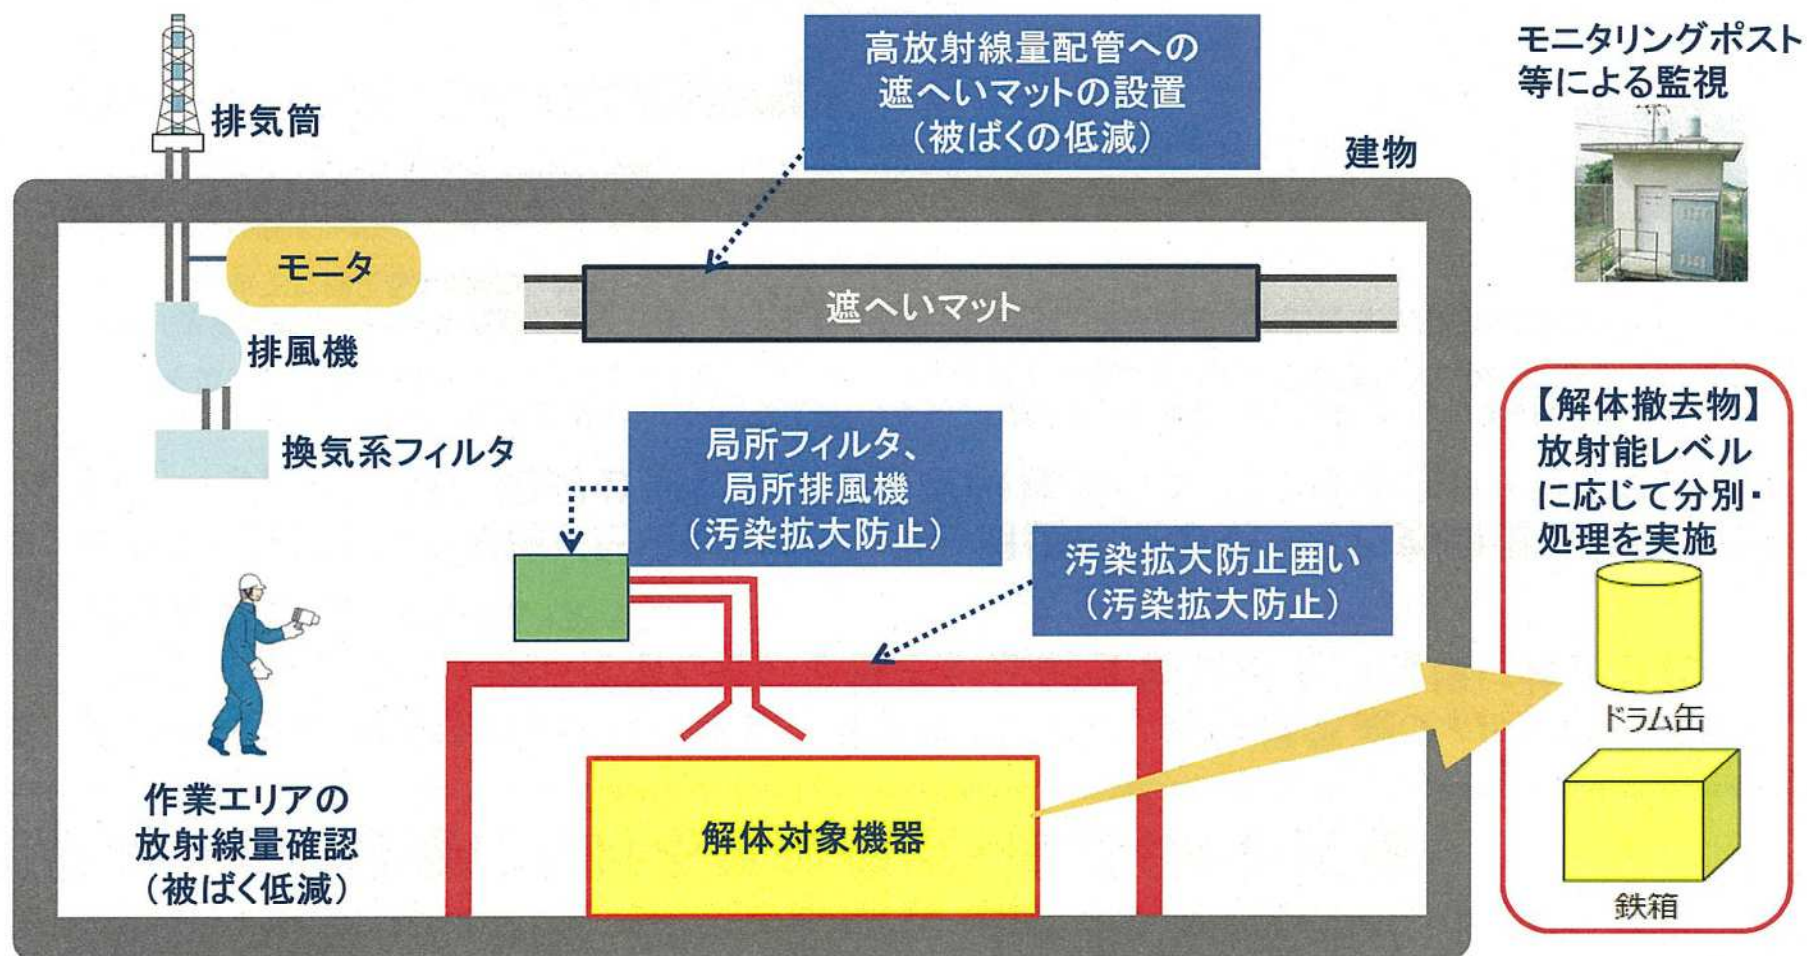 高放射線量配管への
遮へいマットの設置
（被ばくの低減）
モニタリングポスト
等による監視
排気筒
建物
モニタ
遮へいマット
排風機
換気系フィルタ
局所フィルタ、
局所排風機
（汚染拡大防止）
汚染拡大防止囲い
（汚染拡大防止）
【解体撤去物】
放射能レベル
に応じて分別・
処理を実施
ドラム缶
鉄箱
作業エリアの
放射線量確認
（被ばく低減）
解体対象機器